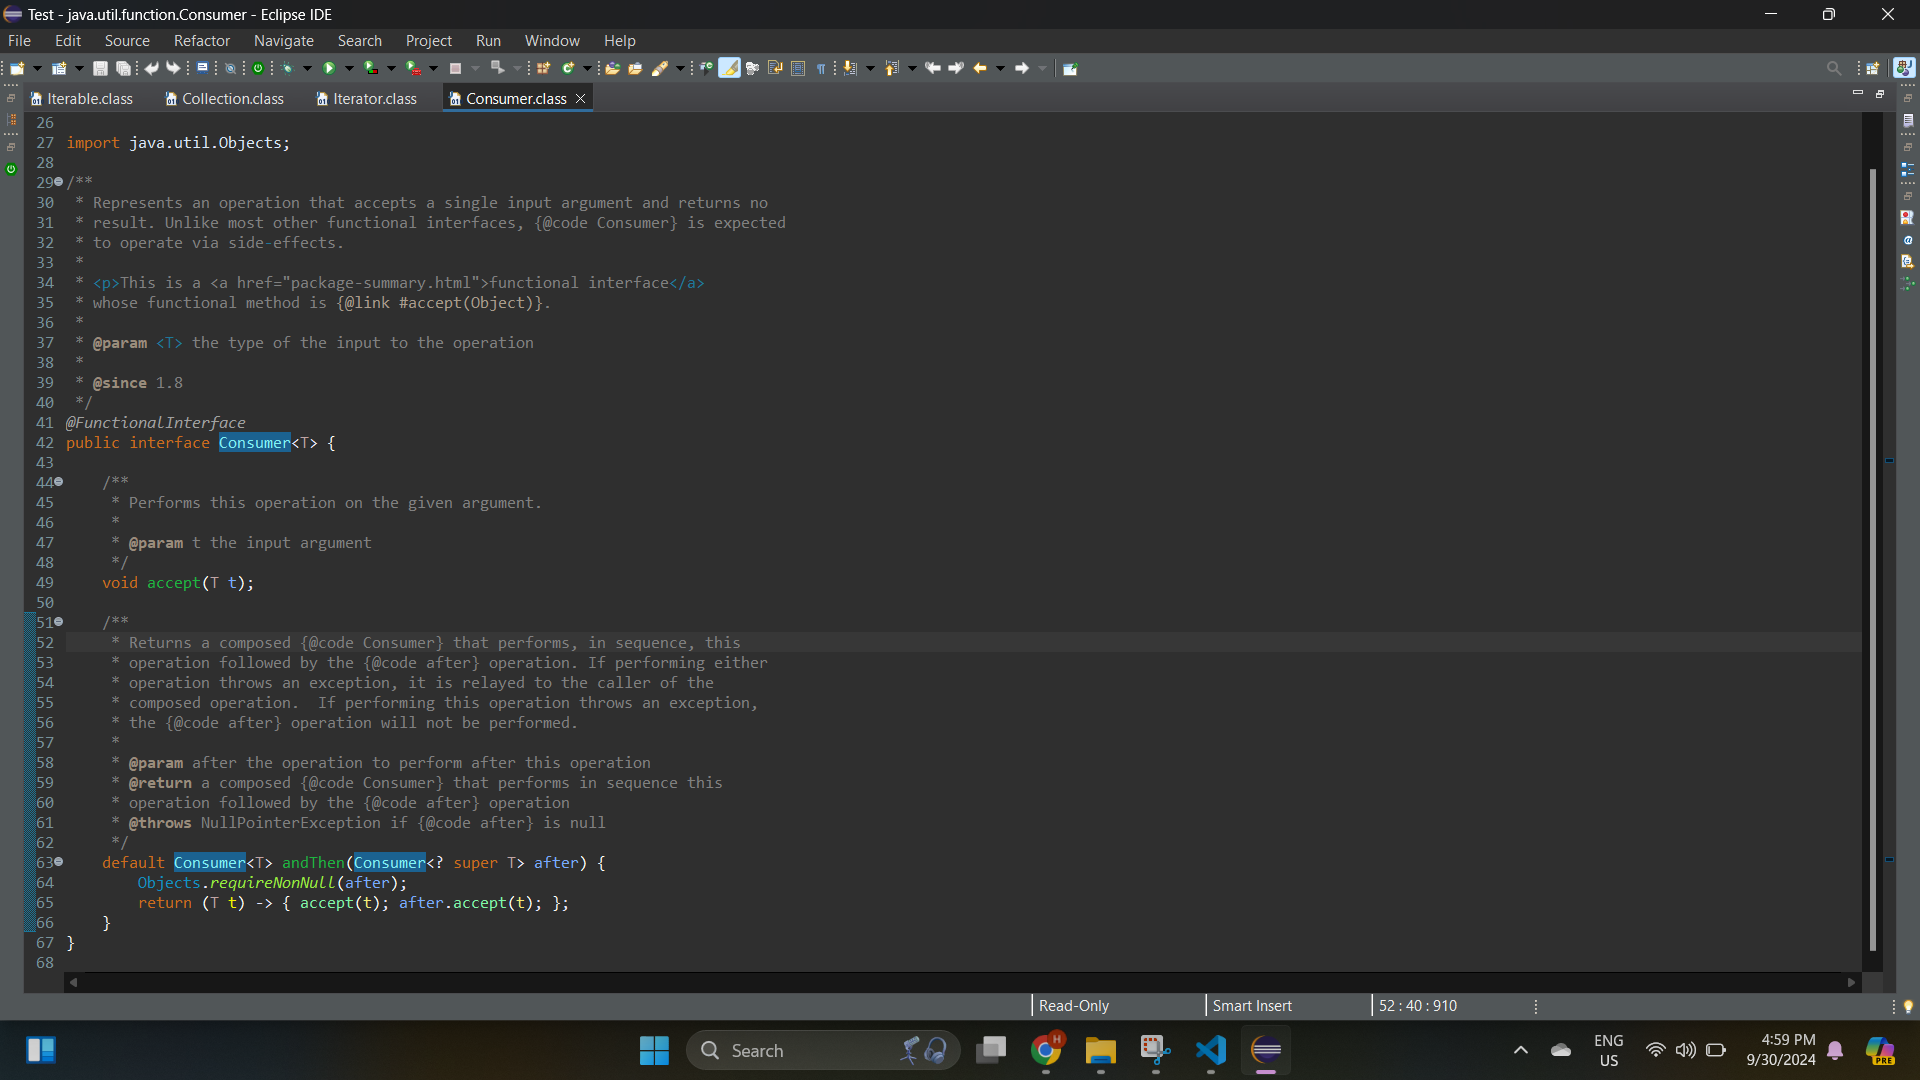 Test - java.util.function.Consumer - Eclipse IDE
File Edit Source Refactor Navigate Search Project Run Window Help
Iterable.class Collection.class Iterator.class Consumer.class
26
27 import java.util.Objects;
28
29 /**
30  * Represents an operation that accepts a single input argument and returns no
31  * result. Unlike most other functional interfaces, {@code Consumer} is expected
32  * to operate via side-effects.
33  *
34  * <p>This is a <a href="package-summary.html">functional interface</a>
35  * whose functional method is {@link #accept(Object)}.
36  *
37  * @param <T> the type of the input to the operation
38  *
39  * @since 1.8
40  */
41 @FunctionalInterface
42 public interface Consumer<T> {
43
44     /**
45      * Performs this operation on the given argument.
46      *
47      * @param t the input argument
48      */
49     void accept(T t);
50
51     /**
52      * Returns a composed {@code Consumer} that performs, in sequence, this
53      * operation followed by the {@code after} operation. If performing either
54      * operation throws an exception, it is relayed to the caller of the
55      * composed operation.  If performing this operation throws an exception,
56      * the {@code after} operation will not be performed.
57      *
58      * @param after the operation to perform after this operation
59      * @return a composed {@code Consumer} that performs in sequence this
60      * operation followed by the {@code after} operation
61      * @throws NullPointerException if {@code after} is null
62      */
63     default Consumer<T> andThen(Consumer<? super T> after) {
64         Objects.requireNonNull(after);
65         return (T t) -> { accept(t); after.accept(t); };
66     }
67 }
68
Read-Only Smart Insert 52 : 40 : 910
Search
H
ENG
US
4:59 PM
9/30/2024
PRE